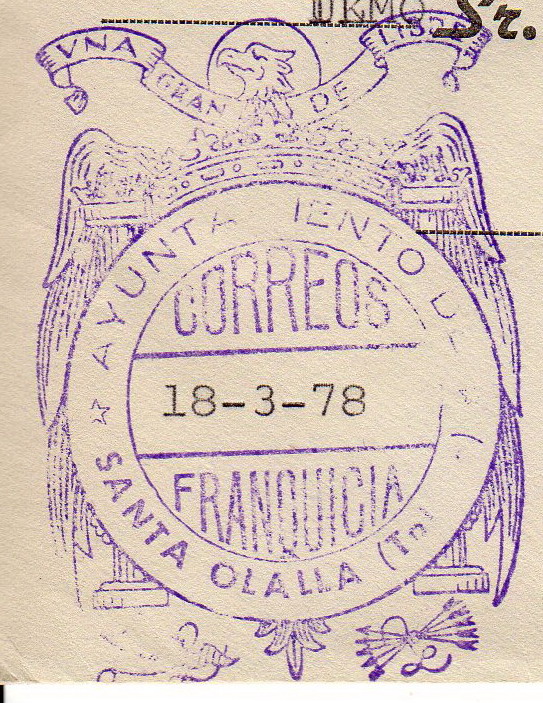 Sr.
VNA GRAN DE
AYUNTA IENTO DE
CORREOS
18-3-78
FRANQUICIA
SANTA OLALLA (To)